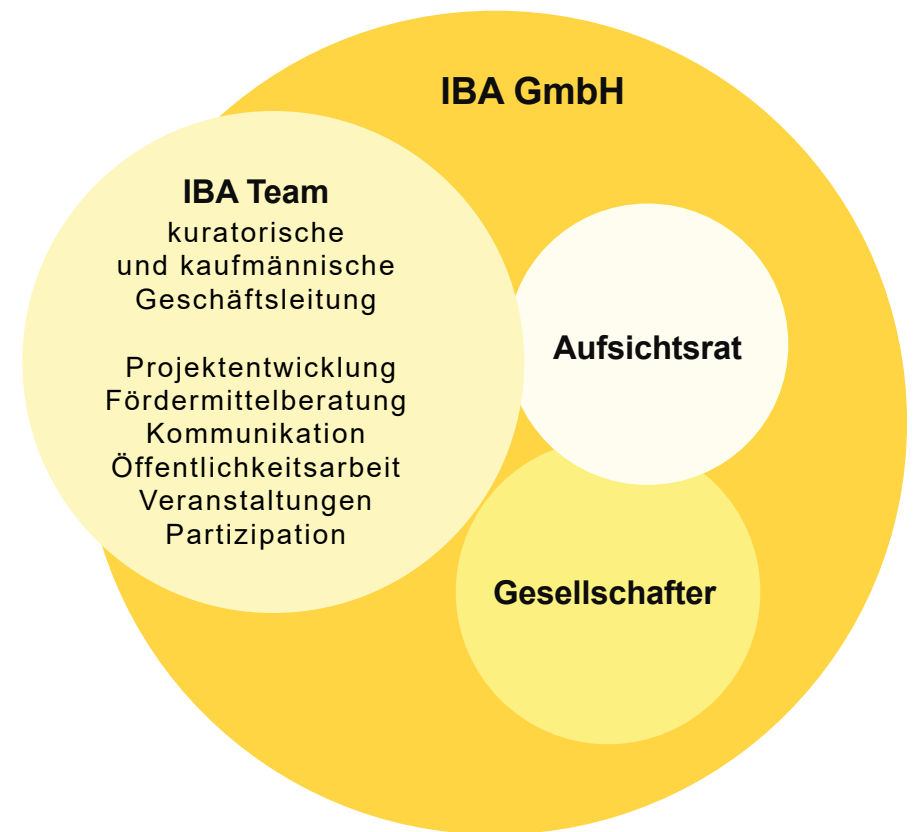 IBA GmbH
IBA Team
kuratorische
und kaufmännische
Geschäftsleitung
Projektentwicklung
Fördermittelberatung
Kommunikation
Öffentlichkeitsarbeit
Veranstaltungen
Partizipation
Aufsichtsrat
Gesellschafter